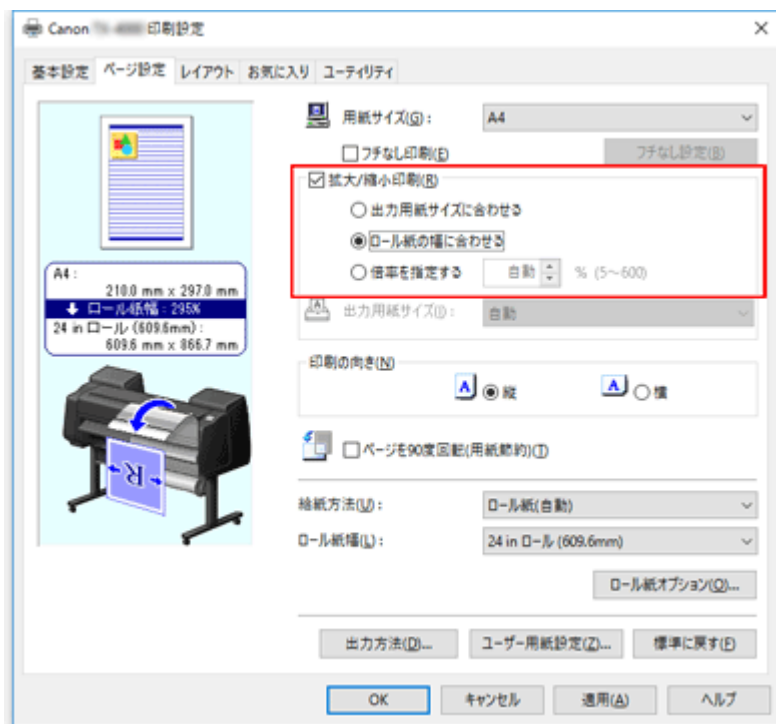 Canon 印刷設定
基本設定 ページ設定 レイアウト お気に入り ユーティリティ
用紙サイズ(G): A4
フチなし印刷(E) フチなし設定(B)
拡大/縮小印刷(R)
出力用紙サイズに合わせる
ロール紙の幅に合わせる
倍率を指定する 自動 % (5~600)
A4:
210.0 mm x 297.0 mm
ロール紙幅: 295%
24 in ロール (609.6mm):
609.6 mm x 866.7 mm
出力用紙サイズ(I): 自動
印刷の向き(N)
A 縦 A 横
R
ページを90度回転(用紙節約)(T)
給紙方法(U): ロール紙(自動)
ロール紙幅(L): 24 in ロール (609.6mm)
ロール紙オプション(O)...
出力方法(D)... ユーザー用紙設定(Z)... 標準に戻す(F)
OK キャンセル 適用(A) ヘルプ